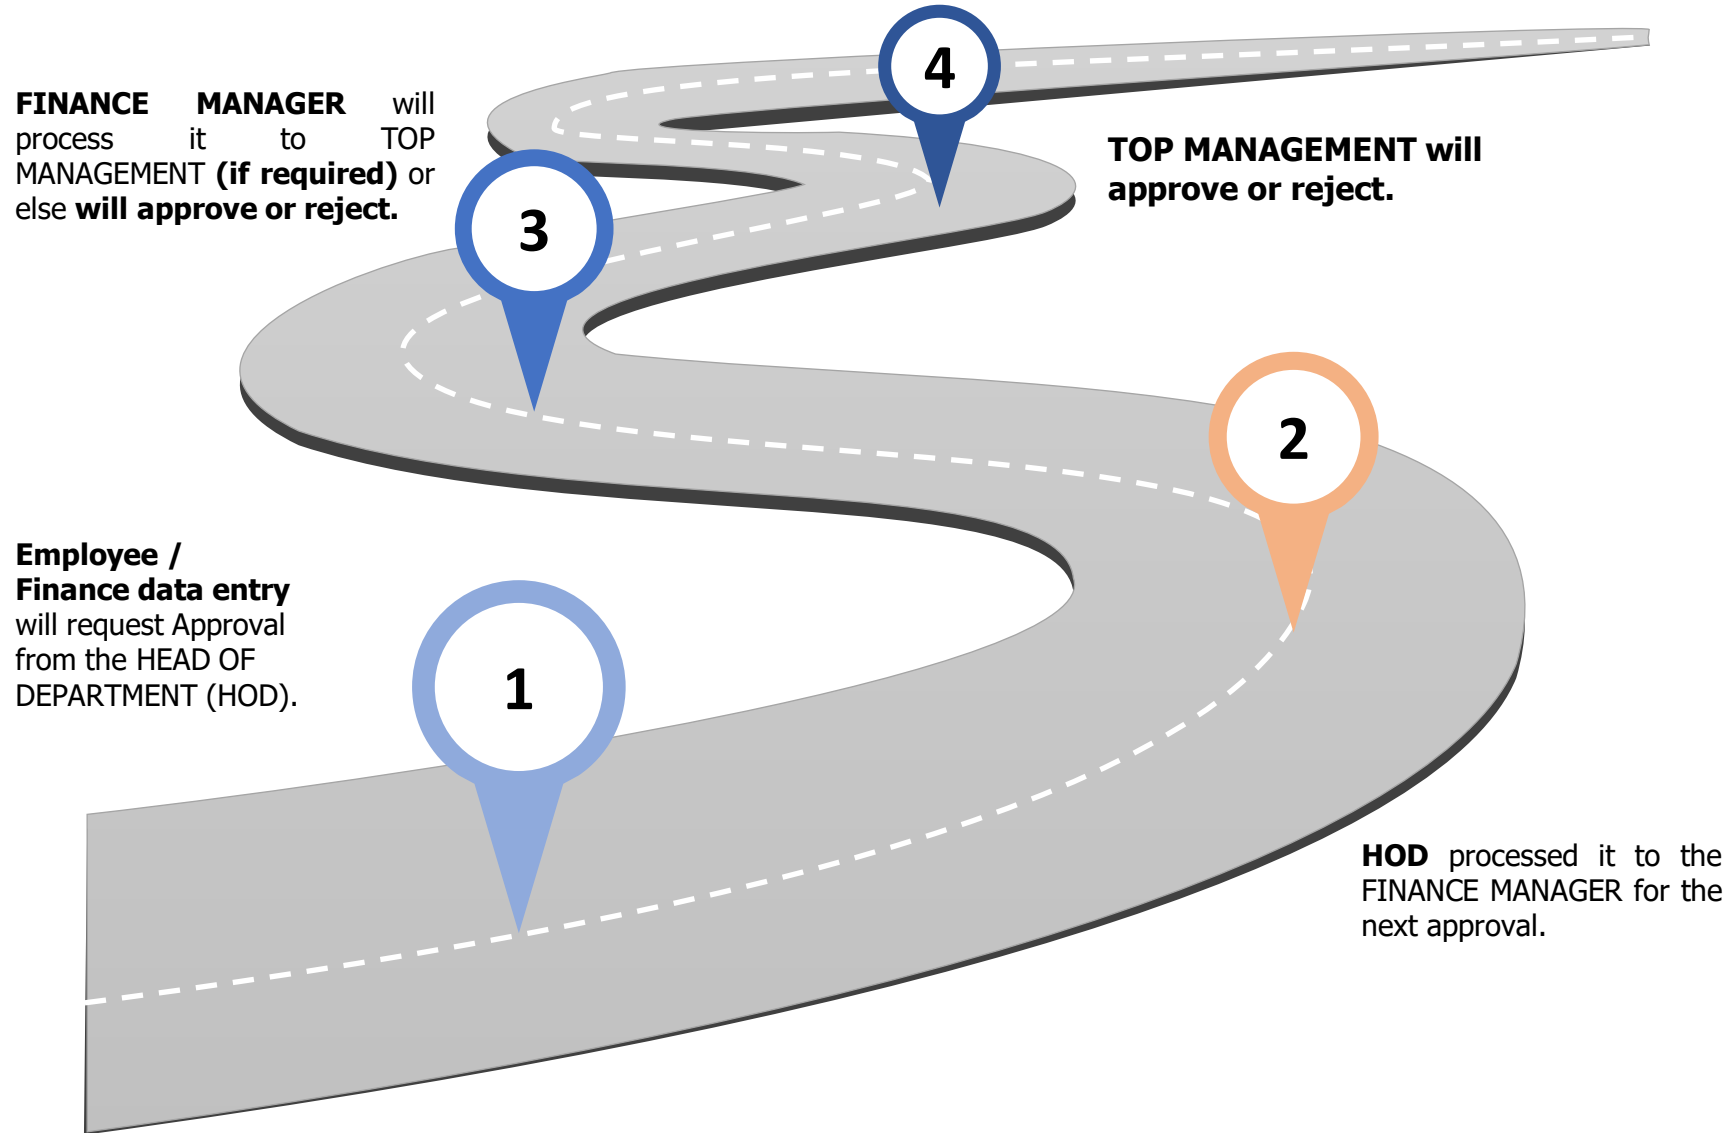 4
FINANCE MANAGER will
process it to TOP
MANAGEMENT (if required) or
else will approve or reject.
TOP MANAGEMENT will
approve or reject.
3
2
Employee /
Finance data entry
will request Approval
from the HEAD OF
DEPARTMENT (HOD).
1
HOD processed it to the
FINANCE MANAGER for the
next approval.